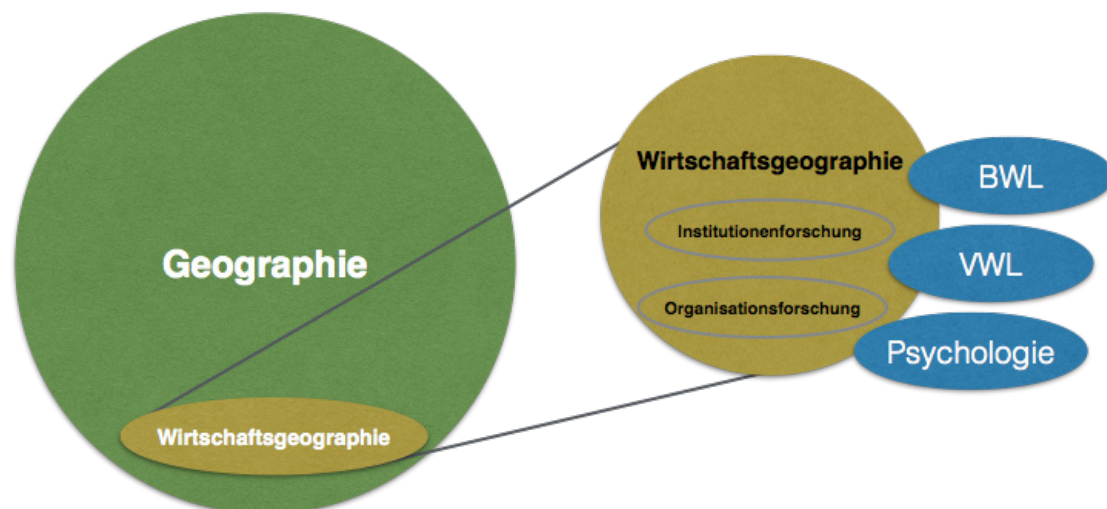 Geographie
Wirtschaftsgeographie
Wirtschaftsgeographie
Institutionenforschung
Organisationsforschung
BWL
VWL
Psychologie